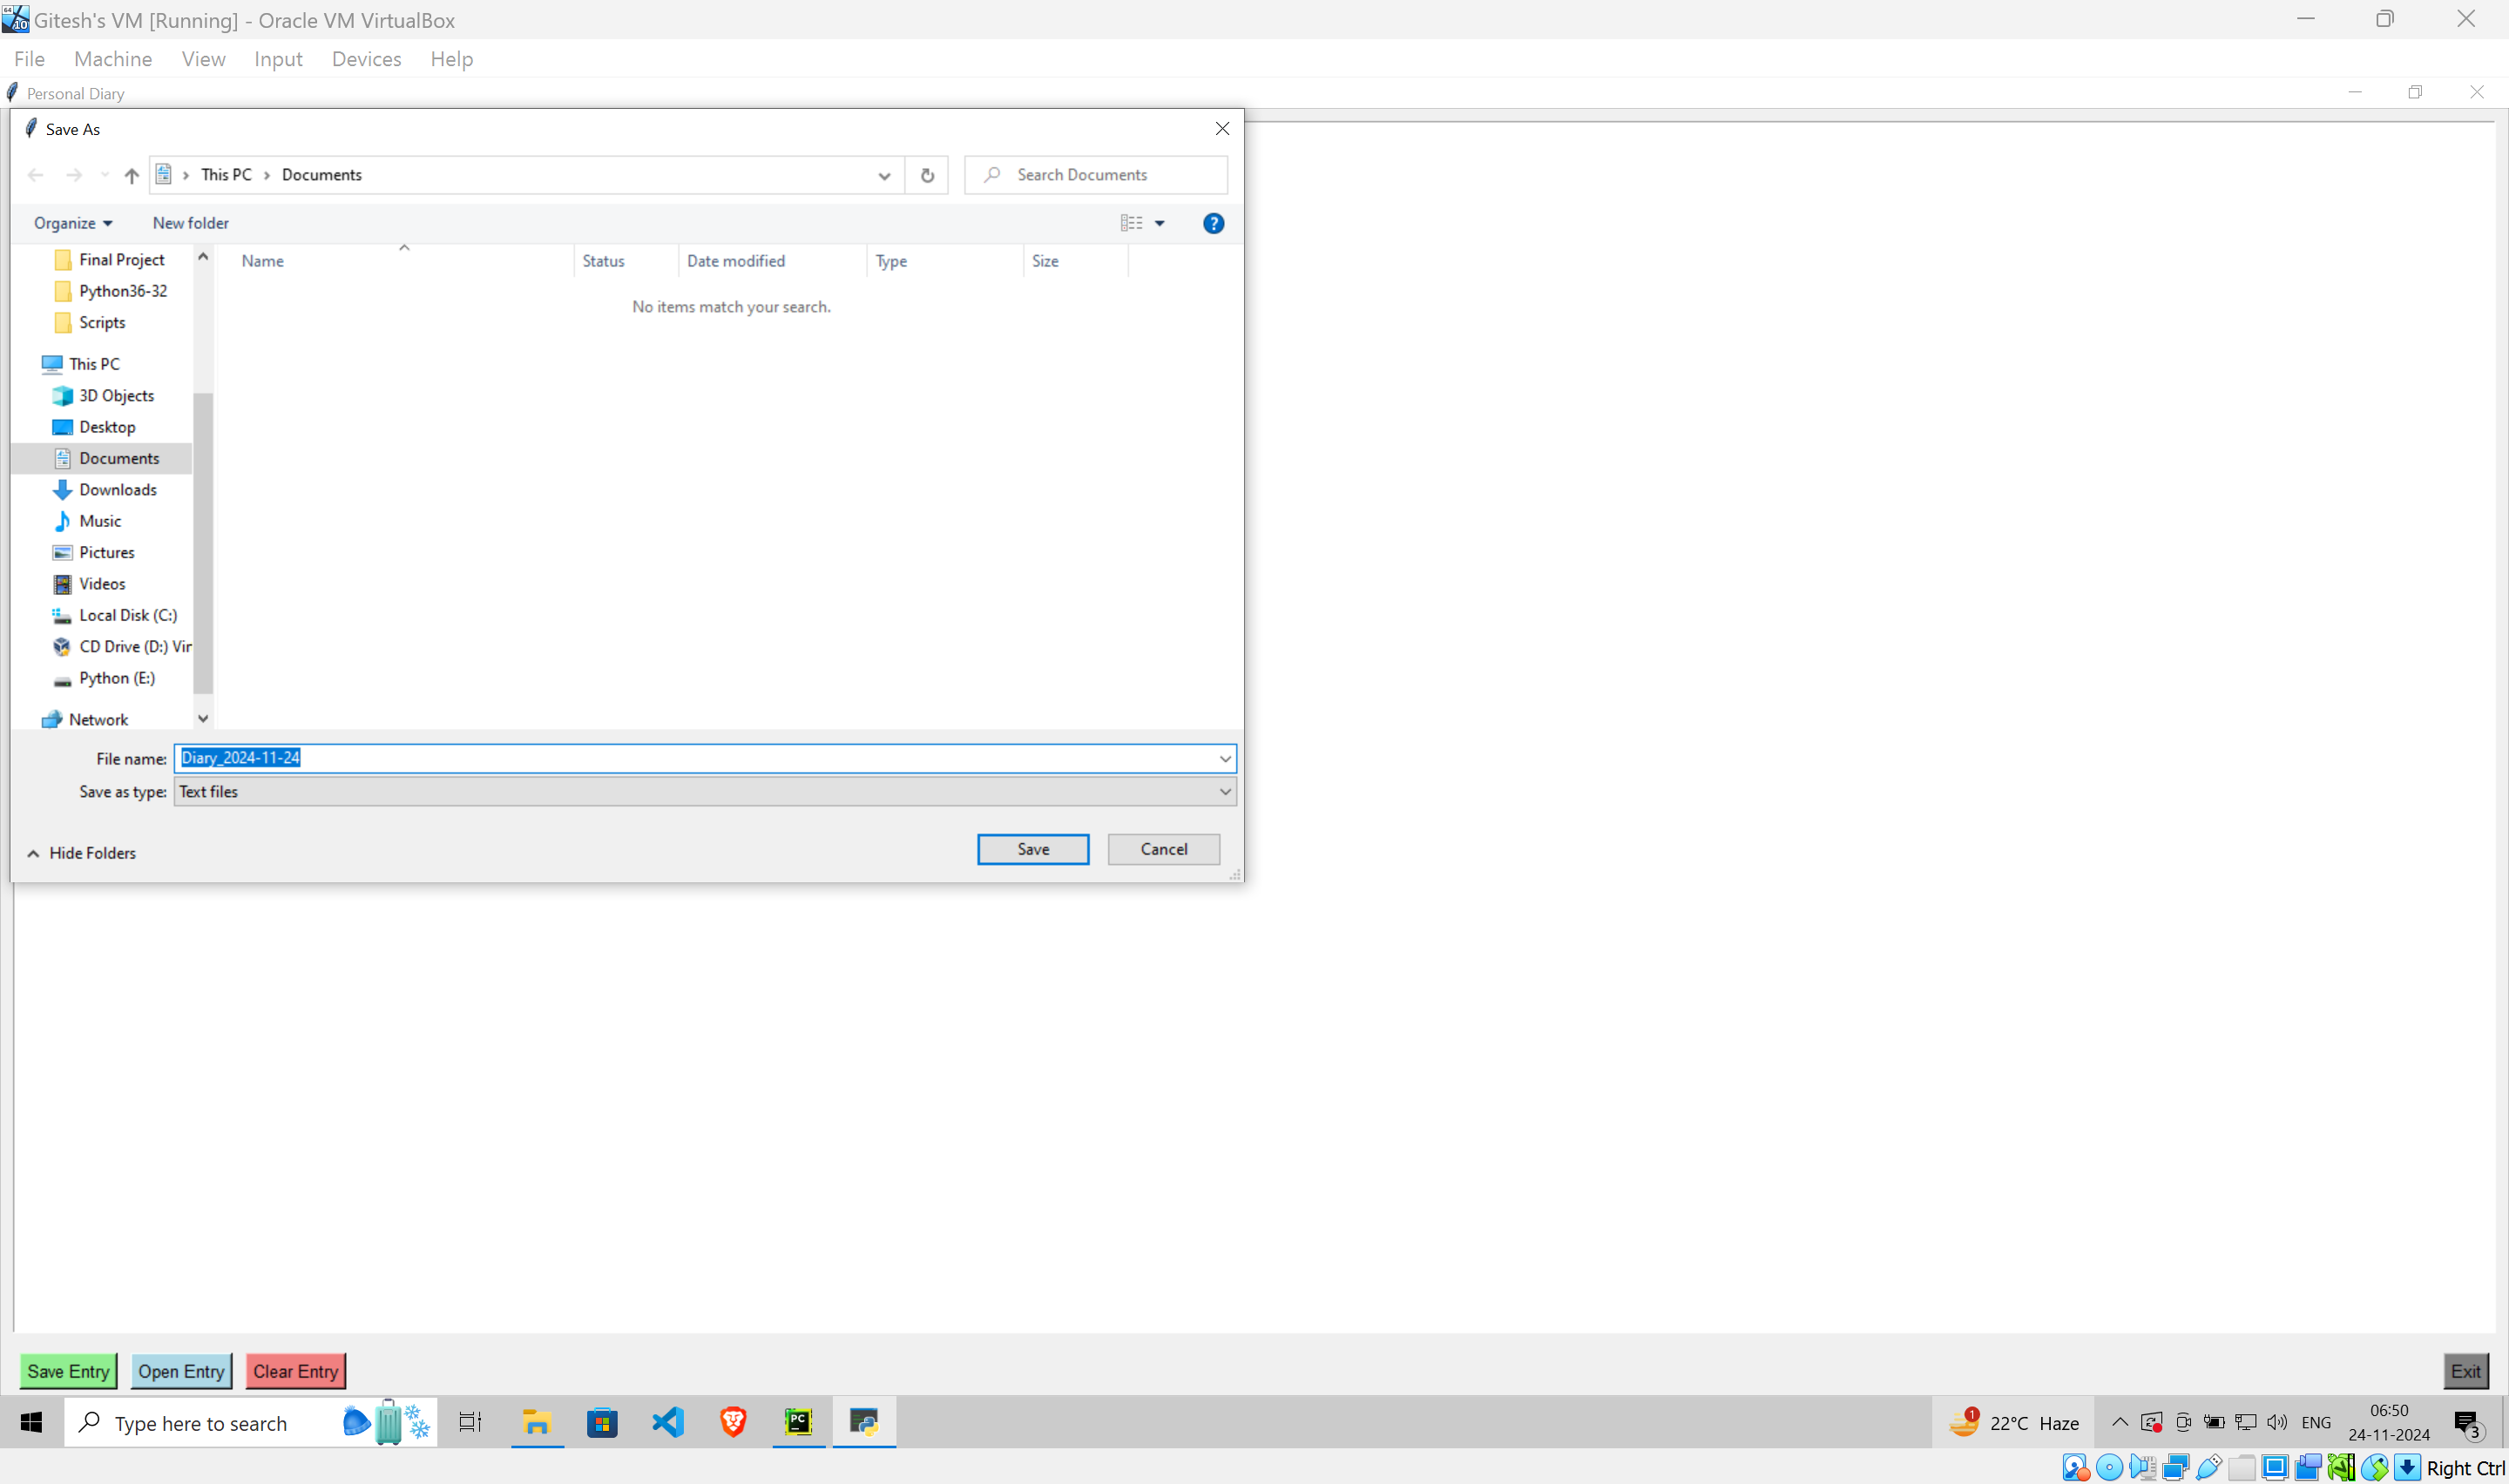 Gitesh's VM [Running] - Oracle VM VirtualBox
File Machine View Input Devices Help
Personal Diary
Save As
This PC › Documents
Search Documents
Organize New folder
Name Status Date modified Type Size
No items match your search.
Final Project
Python36-32
Scripts
This PC
3D Objects
Desktop
Documents
Downloads
Music
Pictures
Videos
Local Disk (C:)
CD Drive (D:) Vir
Python (E:)
Network
File name: Diary_2024-11-24
Save as type: Text files
Hide Folders
Save Cancel
Save Entry Open Entry Clear Entry Exit
Type here to search
1 22°C Haze
ENG
06:50
24-11-2024
3
Right Ctrl